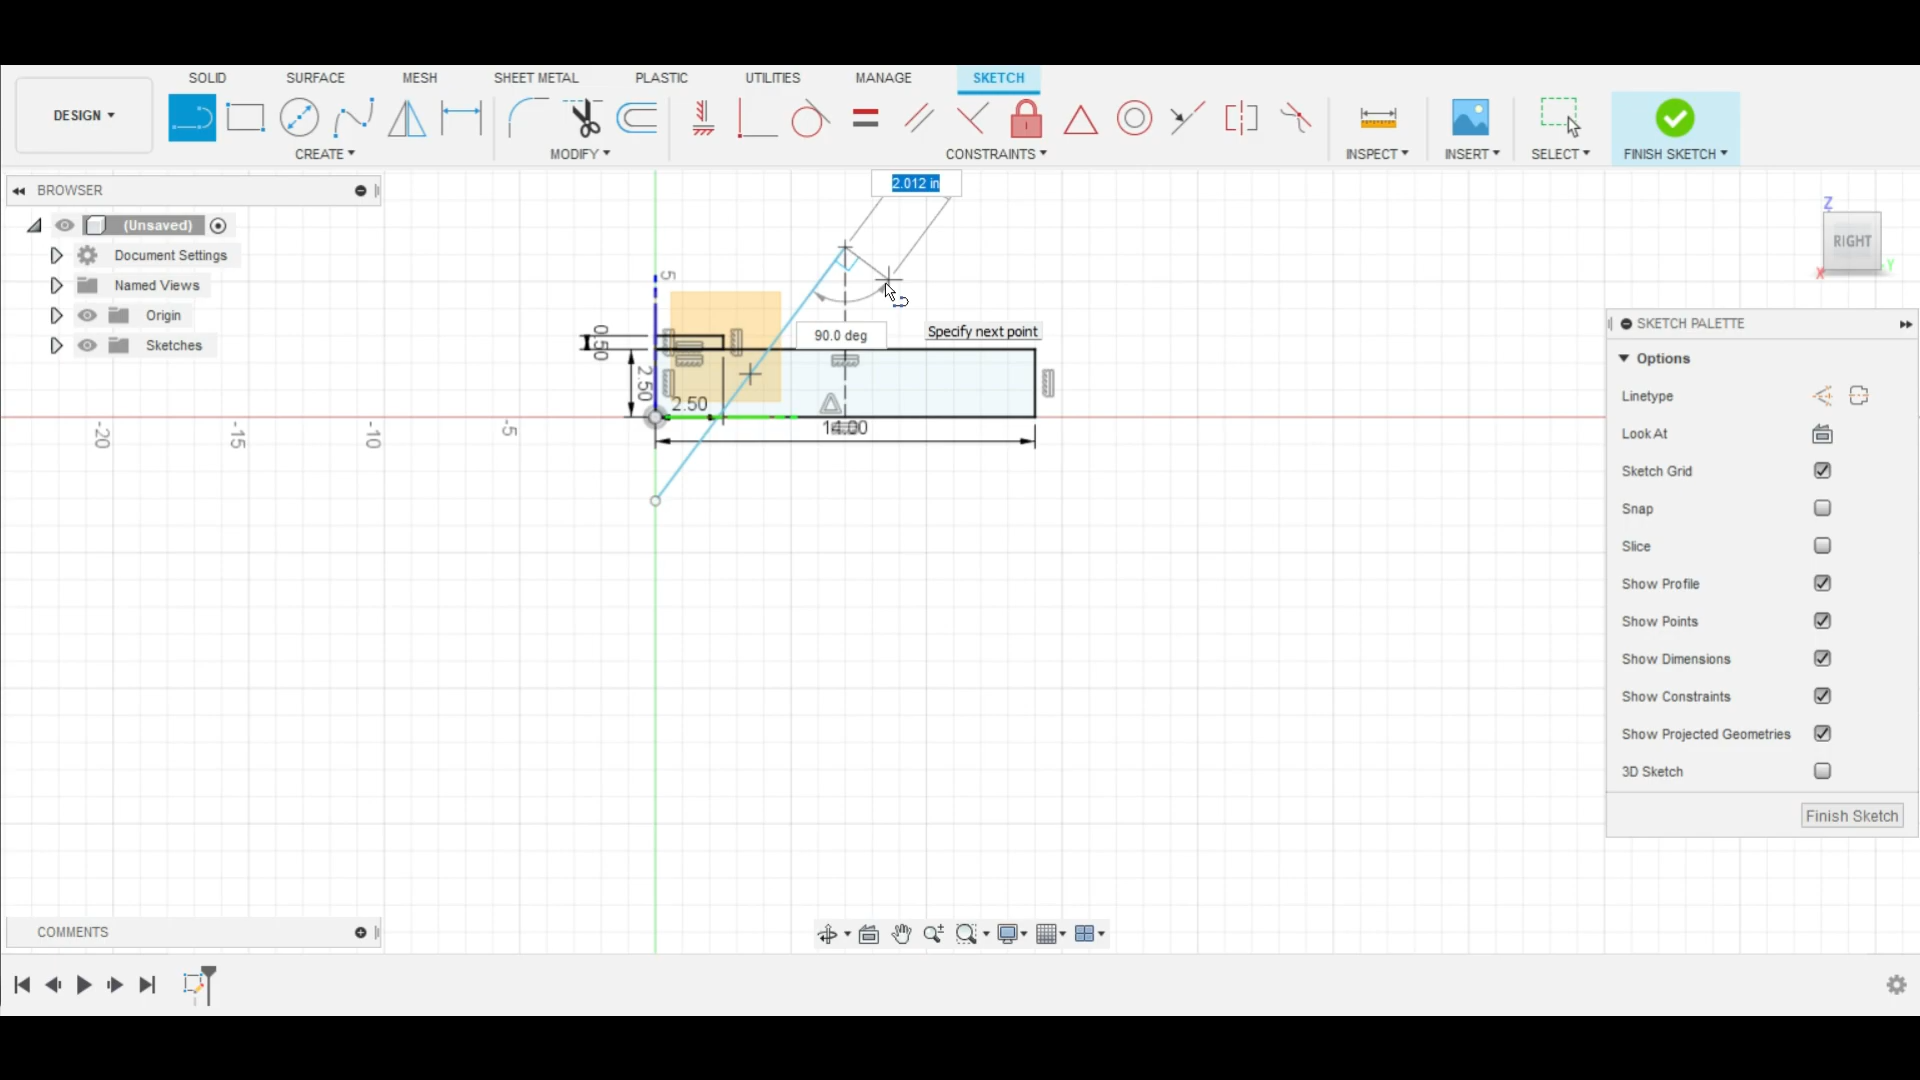 SOLID SURFACE MESH SHEET METAL PLASTIC UTILITIES MANAGE SKETCH
DESIGN
CREATE MODIFY CONSTRAINTS INSPECT INSERT SELECT FINISH SKETCH
BROWSER
(Unsaved)
Document Settings
Named Views
Origin
Sketches
2.012 in
Z
RIGHT
X
Y
5
0.50
90.0 deg
Specify next point
2.50
2.50
14.00
-20
-15
-10
-5
SKETCH PALETTE
Options
Linetype
Look At
Sketch Grid
Snap
Slice
Show Profile
Show Points
Show Dimensions
Show Constraints
Show Projected Geometries
3D Sketch
Finish Sketch
COMMENTS